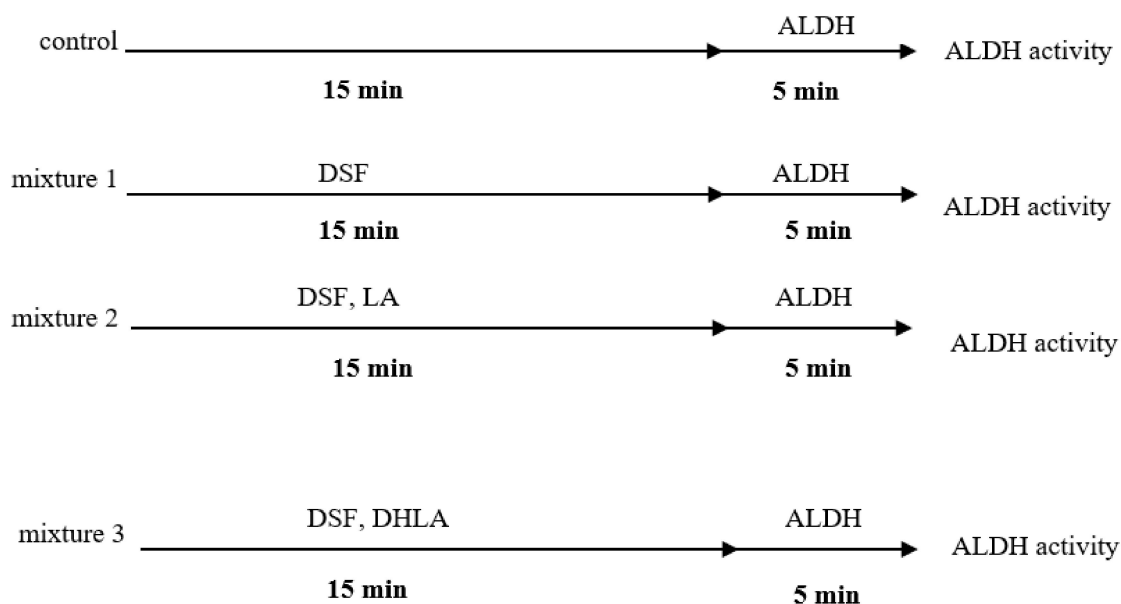 control
ALDH
ALDH activity
15 min
5 min
mixture 1
DSF
ALDH
ALDH activity
15 min
5 min
mixture 2
DSF, LA
ALDH
ALDH activity
15 min
5 min
mixture 3
DSF, DHLA
ALDH
ALDH activity
15 min
5 min